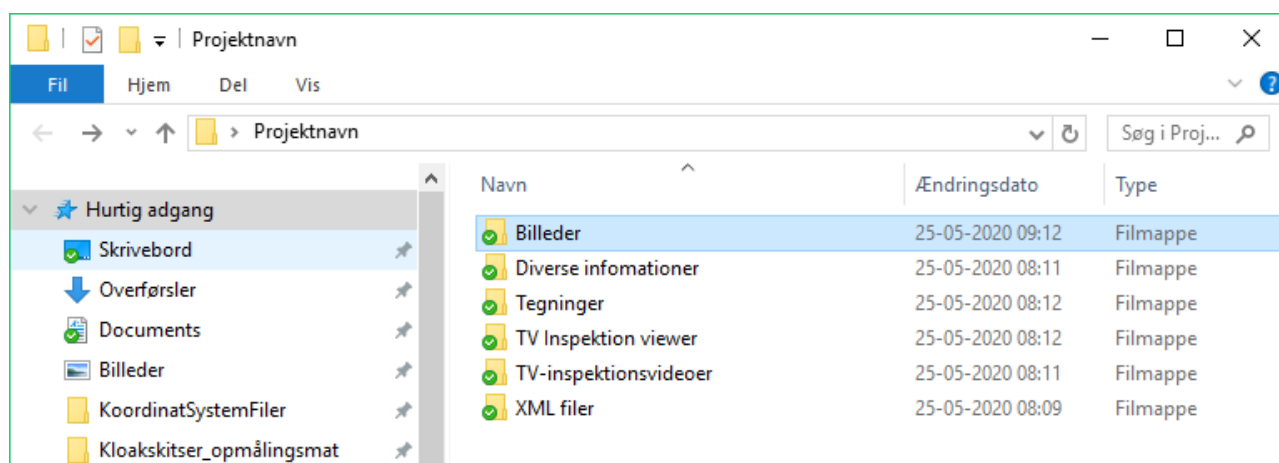 Projektnavn
Fil Hjem Del Vis
Projektnavn Søg i Proj...
Navn Ændringsdato Type
Hurtig adgang
Skrivebord
Overførsler
Documents
Billeder
KoordinatSystemFiler
Kloakskitser_opmålingsmat
Billeder 25-05-2020 09:12 Filmappe
Diverse infomationer 25-05-2020 08:11 Filmappe
Tegninger 25-05-2020 08:12 Filmappe
TV Inspektion viewer 25-05-2020 08:12 Filmappe
TV-inspektionsvideoer 25-05-2020 08:11 Filmappe
XML filer 25-05-2020 08:09 Filmappe